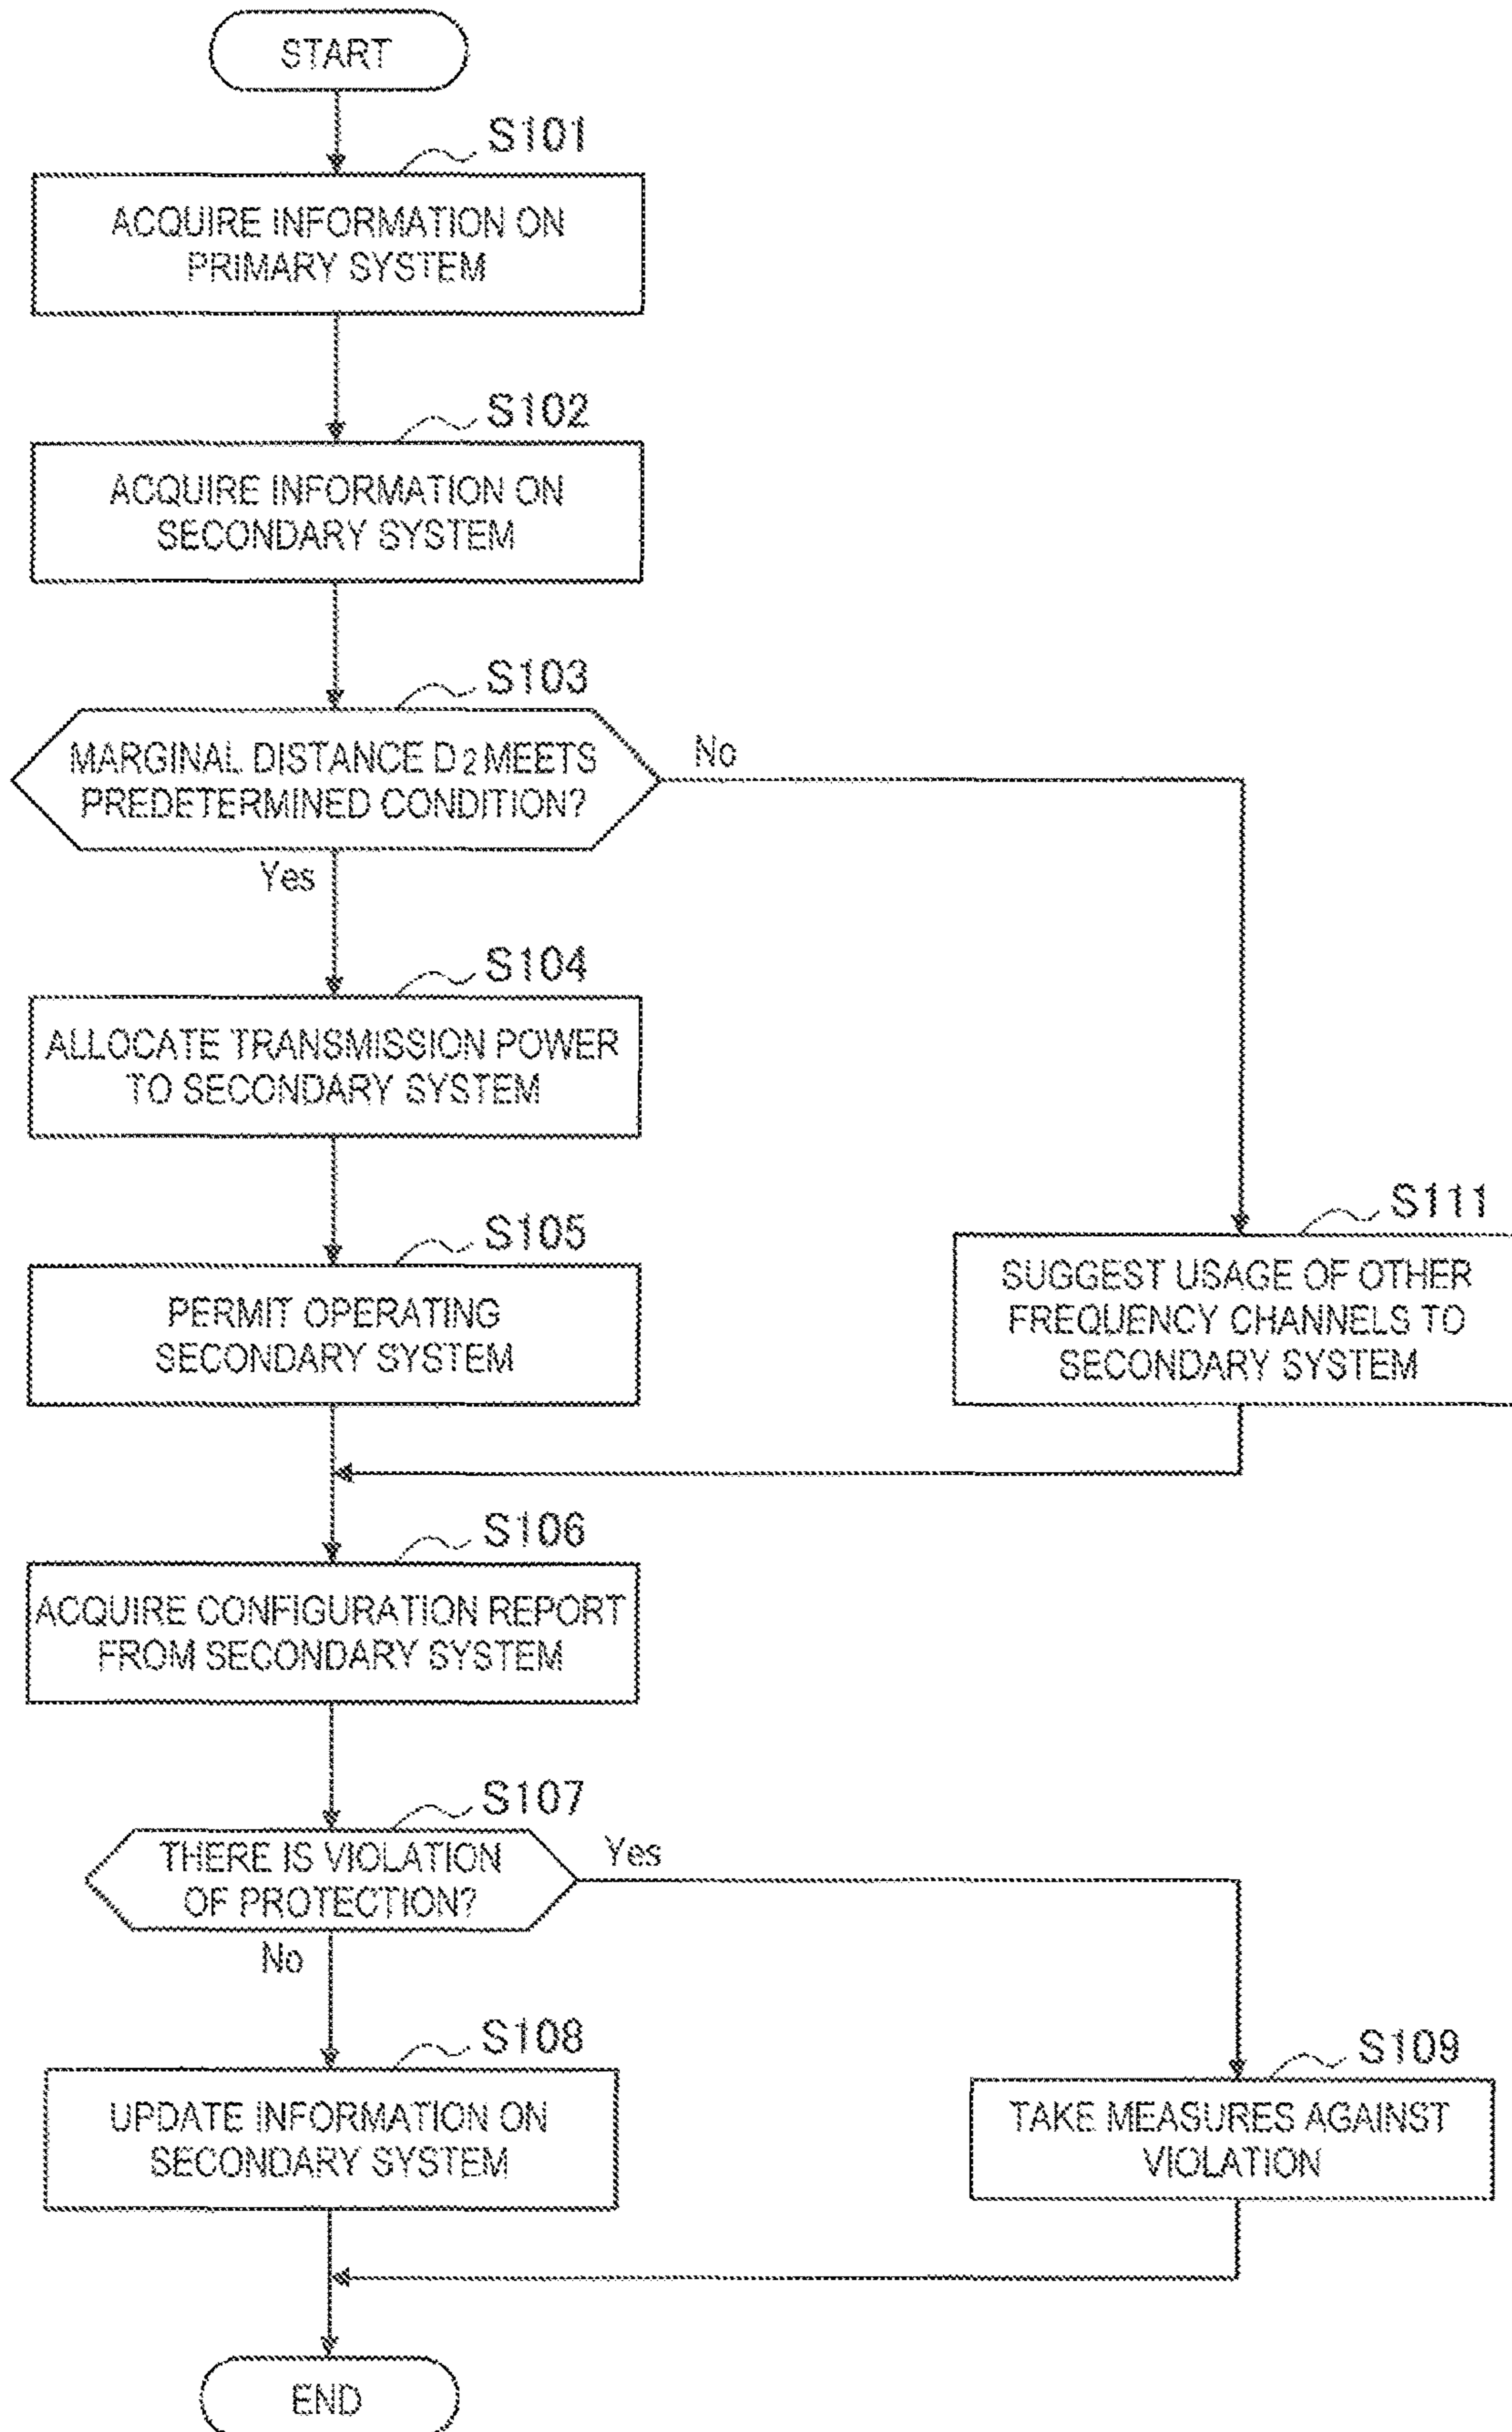 START
S101
ACQUIRE INFORMATION ON
PRIMARY SYSTEM
S102
ACQUIRE INFORMATION ON
SECONDARY SYSTEM
S103
MARGINAL DISTANCE D2 MEETS
PREDETERMINED CONDITION?
No
Yes
S104
ALLOCATE TRANSMISSION POWER
TO SECONDARY SYSTEM
S105
PERMIT OPERATING
SECONDARY SYSTEM
S111
SUGGEST USAGE OF OTHER
FREQUENCY CHANNELS TO
SECONDARY SYSTEM
S106
ACQUIRE CONFIGURATION REPORT
FROM SECONDARY SYSTEM
S107
THERE IS VIOLATION
OF PROTECTION?
Yes
No
S108
UPDATE INFORMATION ON
SECONDARY SYSTEM
S109
TAKE MEASURES AGAINST
VIOLATION
END